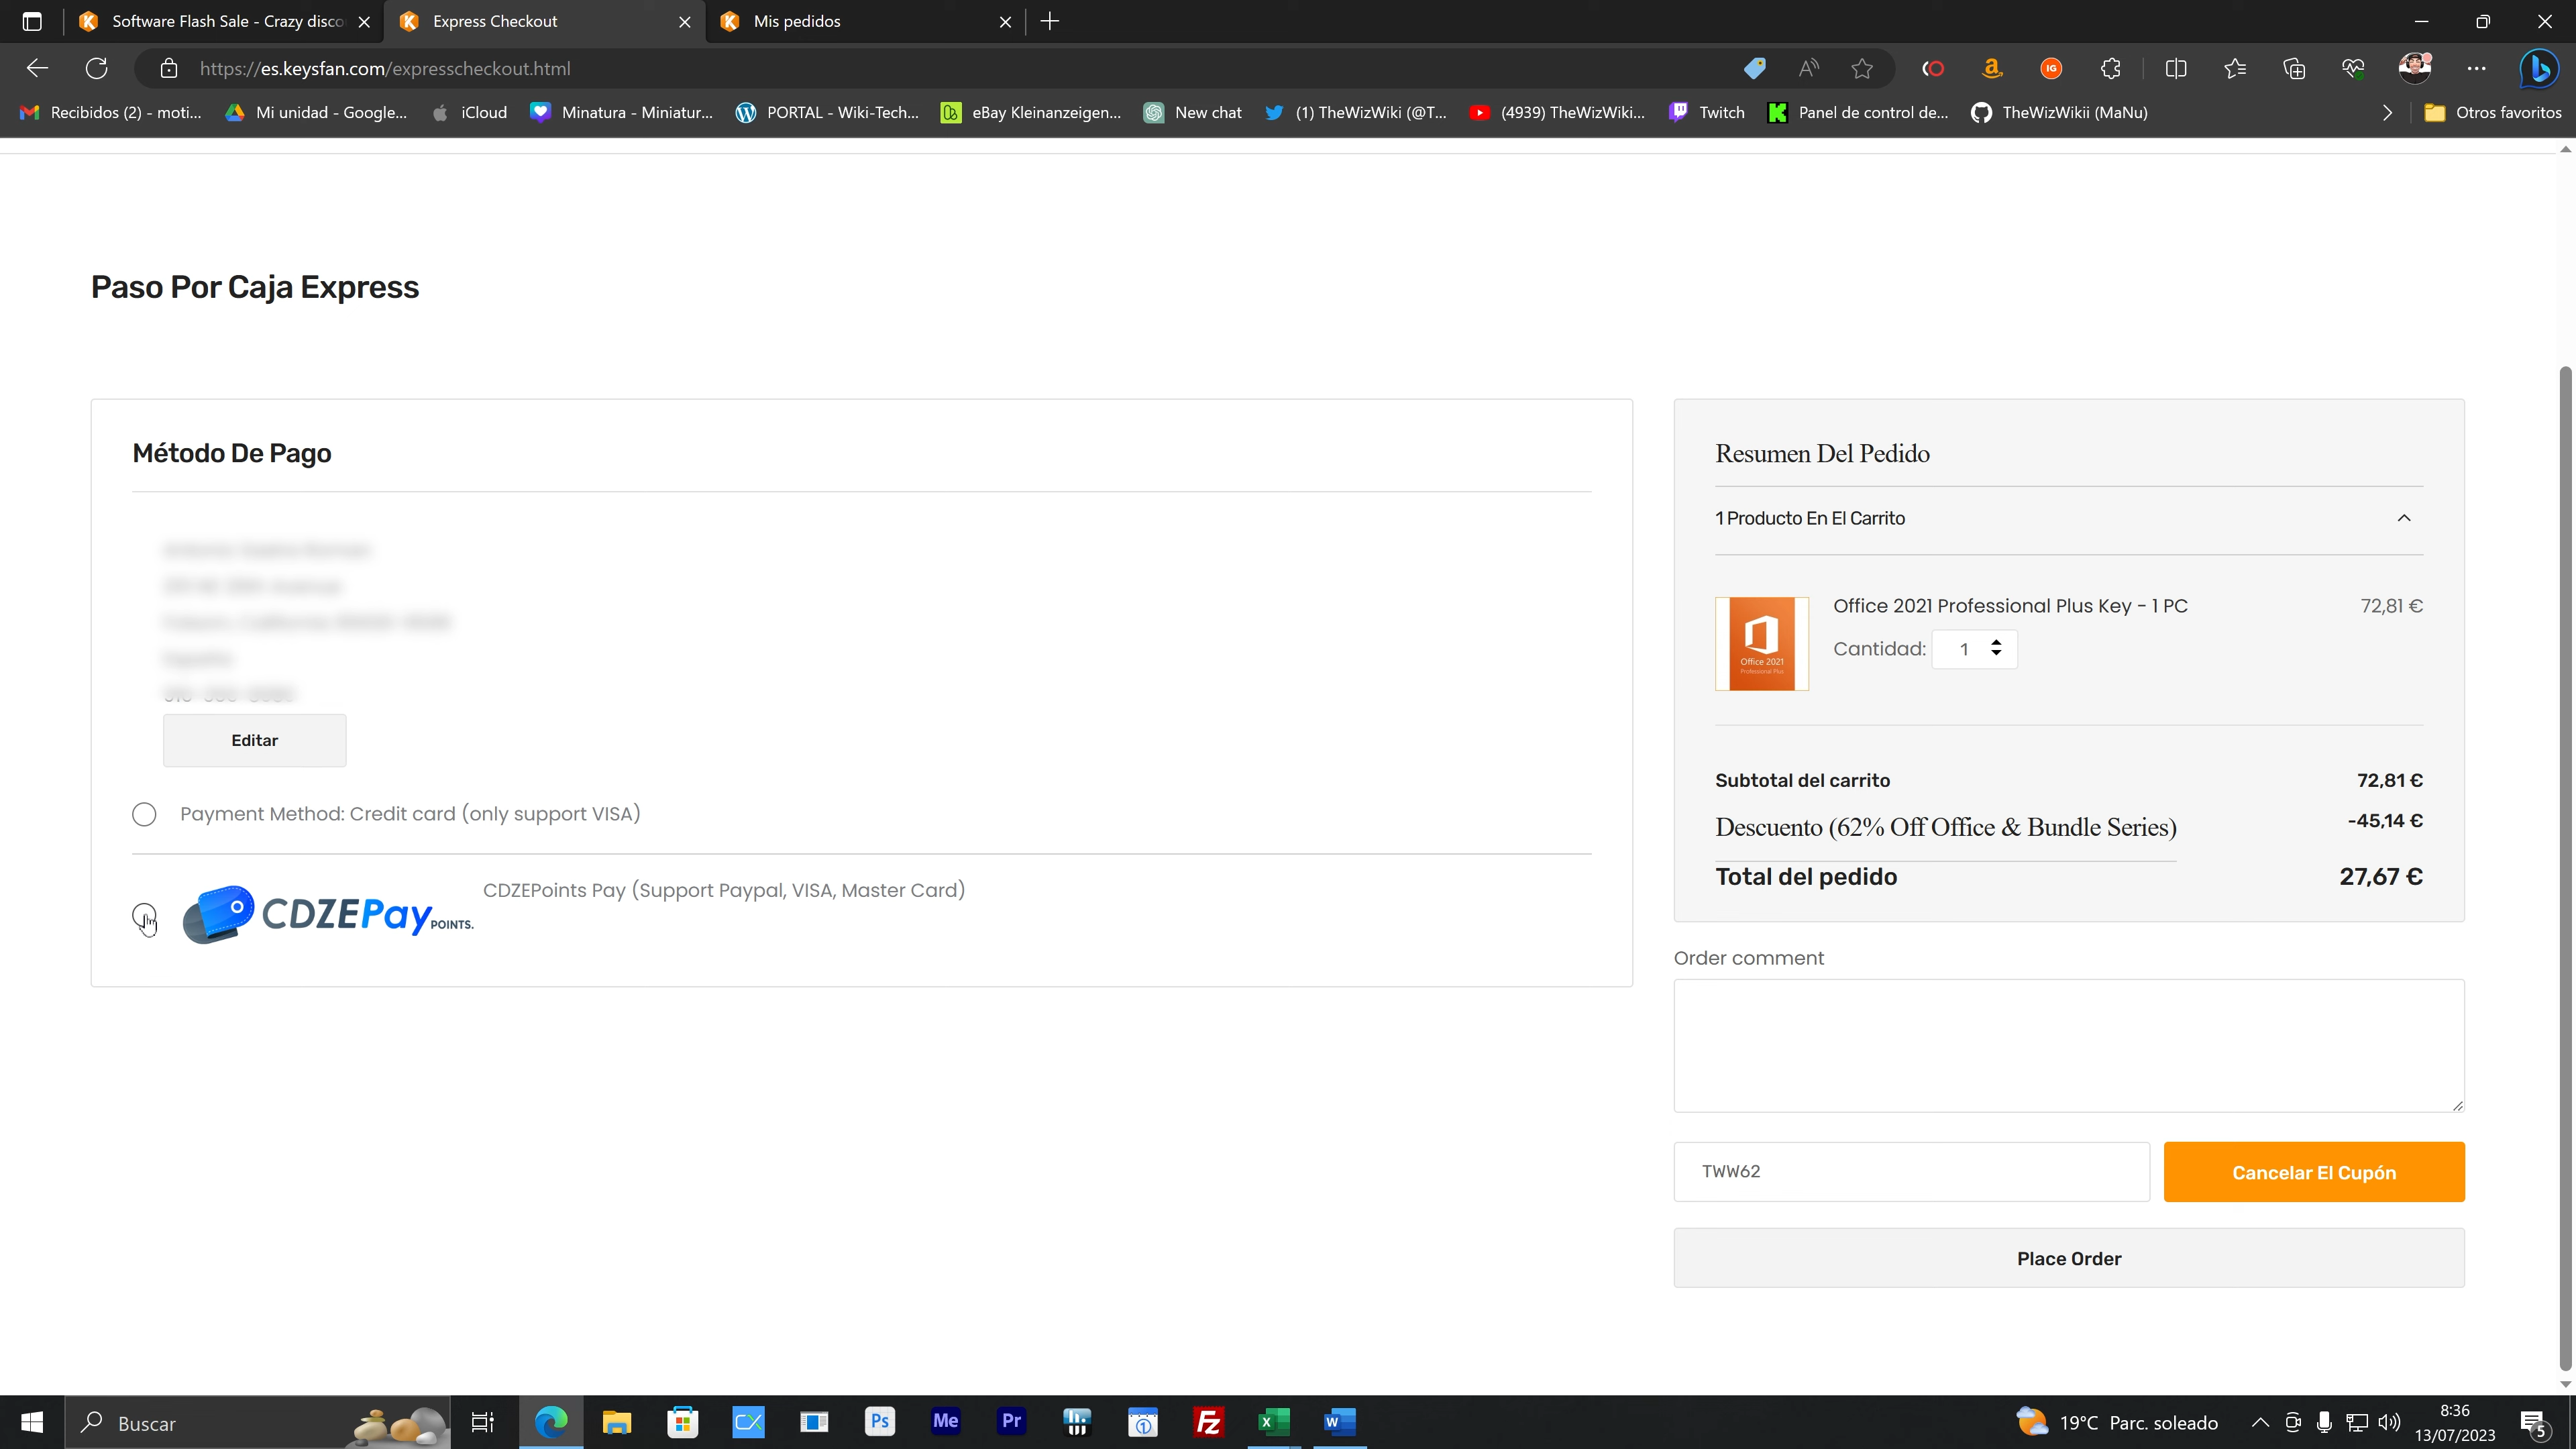 Software Flash Sale - Crazy disco
Express Checkout
Mis pedidos
https://es.keysfan.com/expresscheckout.html
Recibidos (2) - moti...
Mi unidad - Google...
iCloud
Minatura - Miniatur...
PORTAL - Wiki-Tech...
eBay Kleinanzeigen...
New chat
(1) TheWizWiki (@T...
(4939) TheWizWiki...
Twitch
Panel de control de...
TheWizWikii (MaNu)
Otros favoritos
Paso Por Caja Express
Método De Pago
Editar
Payment Method: Credit card (only support VISA)
CDZEPay POINTS.
CDZEPoints Pay (Support Paypal, VISA, Master Card)
Resumen Del Pedido
1 Producto En El Carrito
Office 2021 Professional Plus Key - 1 PC 72,81 €
Office 2021
Professional Plus
Cantidad: 1
Subtotal del carrito 72,81 €
Descuento (62% Off Office & Bundle Series) -45,14 €
Total del pedido 27,67 €
Order comment
TWW62
Cancelar El Cupón
Place Order
Buscar
19°C Parc. soleado
8:36
13/07/2023
5